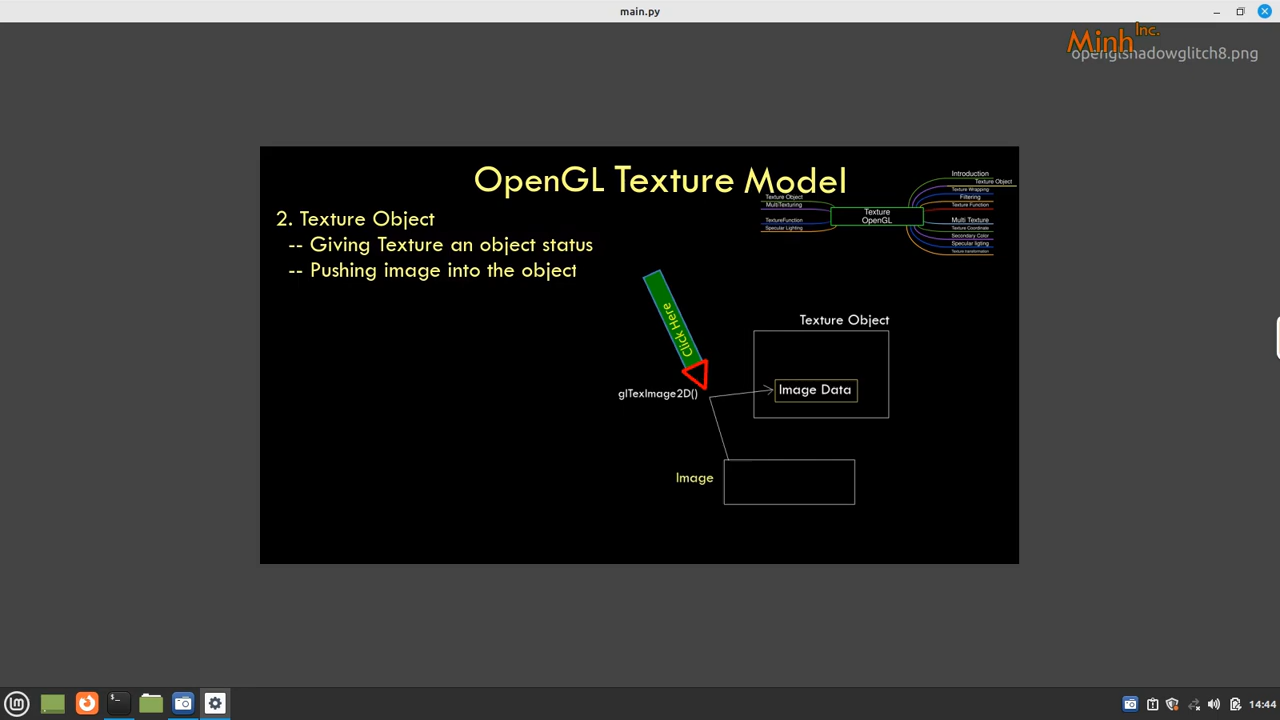 main.py
Minh Inc.
openglshadowglitch8.png
OpenGL Texture Model
2. Texture Object
-- Giving Texture an object status
-- Pushing image into the object
Texture Object
MultiTexturing
TextureFunction
Specular Lighting
Texture
OpenGL
Introduction
Texture Object
Texture Wrapping
Filtering
Texture Function
Multi Texture
Texture Coordinate
Secondary Color
Specular ligting
Texture transformation
Click Here
Texture Object
glTexImage2D()
Image Data
Image
14:44